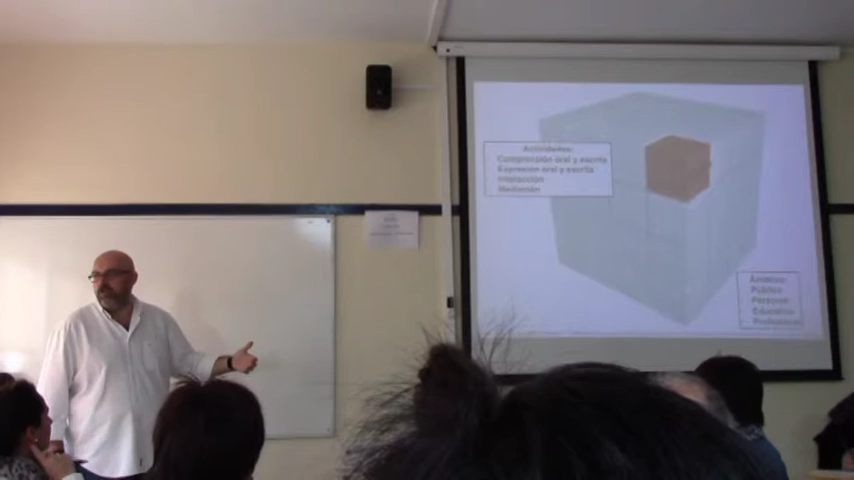 Actividades:
Comprensión oral y escrita
Expresión oral y escrita
Interacción
Mediación
Ámbitos:
Público
Personal
Educativo
Profesional